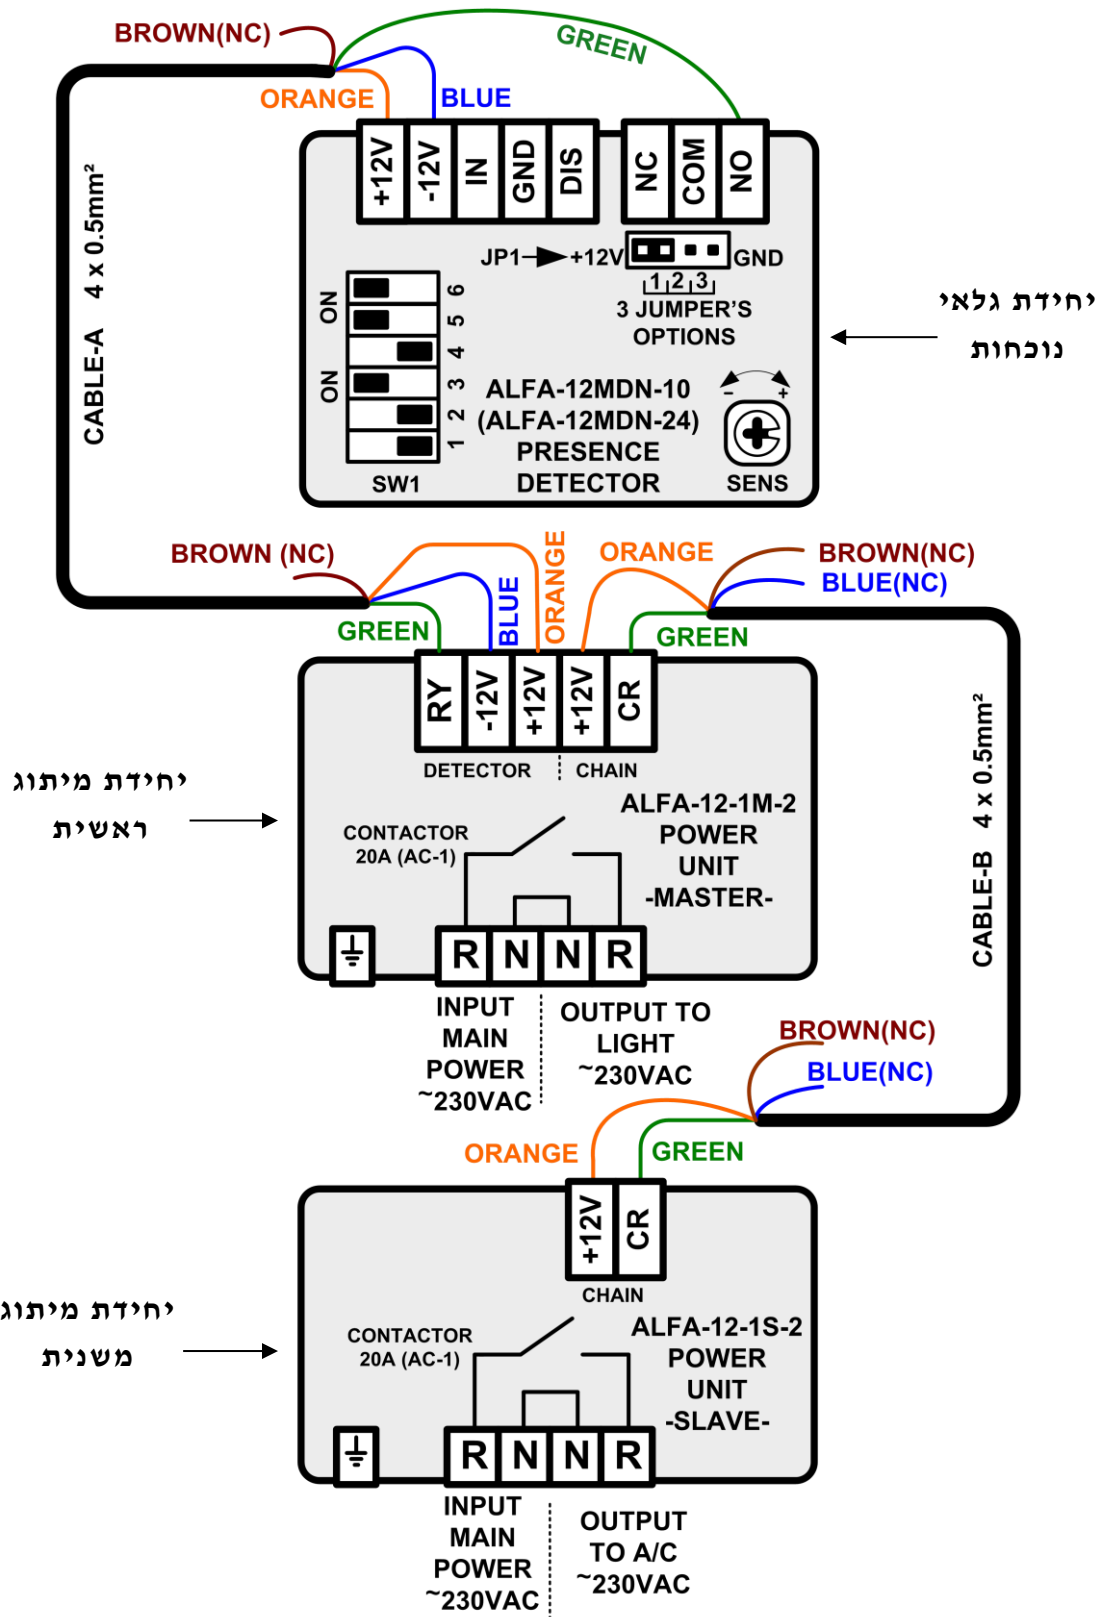 BROWN(NC)
GREEN
ORANGE
BLUE
+12V
-12V
IN
GND
DIS
NC
COM
NO
JP1
+12V
GND
1 2 3
3 JUMPER'S
OPTIONS
ON
ON
6
5
4
3
2
1
SW1
ALFA-12MDN-10
(ALFA-12MDN-24)
PRESENCE
DETECTOR
- +
SENS
יחידת גלאי
נוכחות
CABLE-A 4 x 0.5mm²
BROWN (NC)
GREEN
BLUE
ORANGE
ORANGE
GREEN
BROWN(NC)
BLUE(NC)
RY
-12V
+12V
+12V
CR
DETECTOR
CHAIN
CONTACTOR
20A (AC-1)
ALFA-12-1M-2
POWER
UNIT
-MASTER-
R N N R
INPUT
MAIN
POWER
~230VAC
OUTPUT TO
LIGHT
~230VAC
יחידת מיתוג
ראשית
CABLE-B 4 x 0.5mm²
BROWN(NC)
BLUE(NC)
ORANGE
GREEN
+12V
CR
CHAIN
CONTACTOR
20A (AC-1)
ALFA-12-1S-2
POWER
UNIT
-SLAVE-
R N N R
INPUT
MAIN
POWER
~230VAC
OUTPUT
TO A/C
~230VAC
יחידת מיתוג
משנית